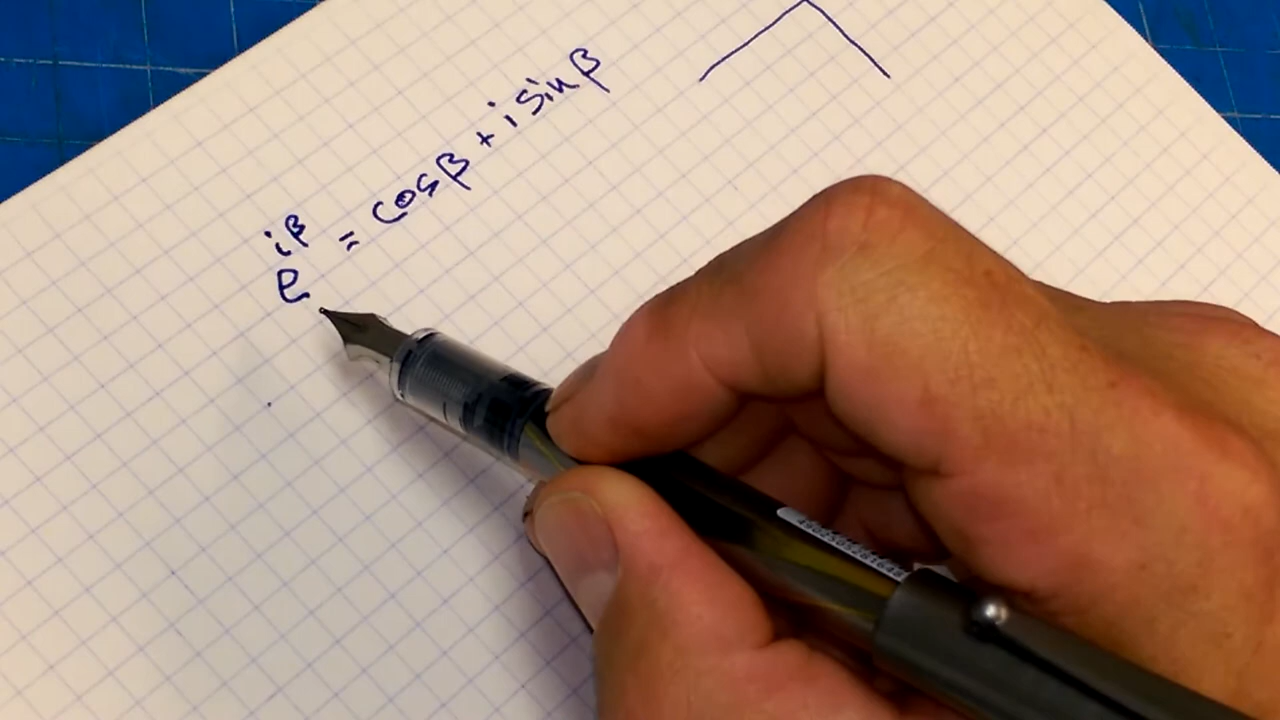 e^{iβ} = cosβ + i sinβ